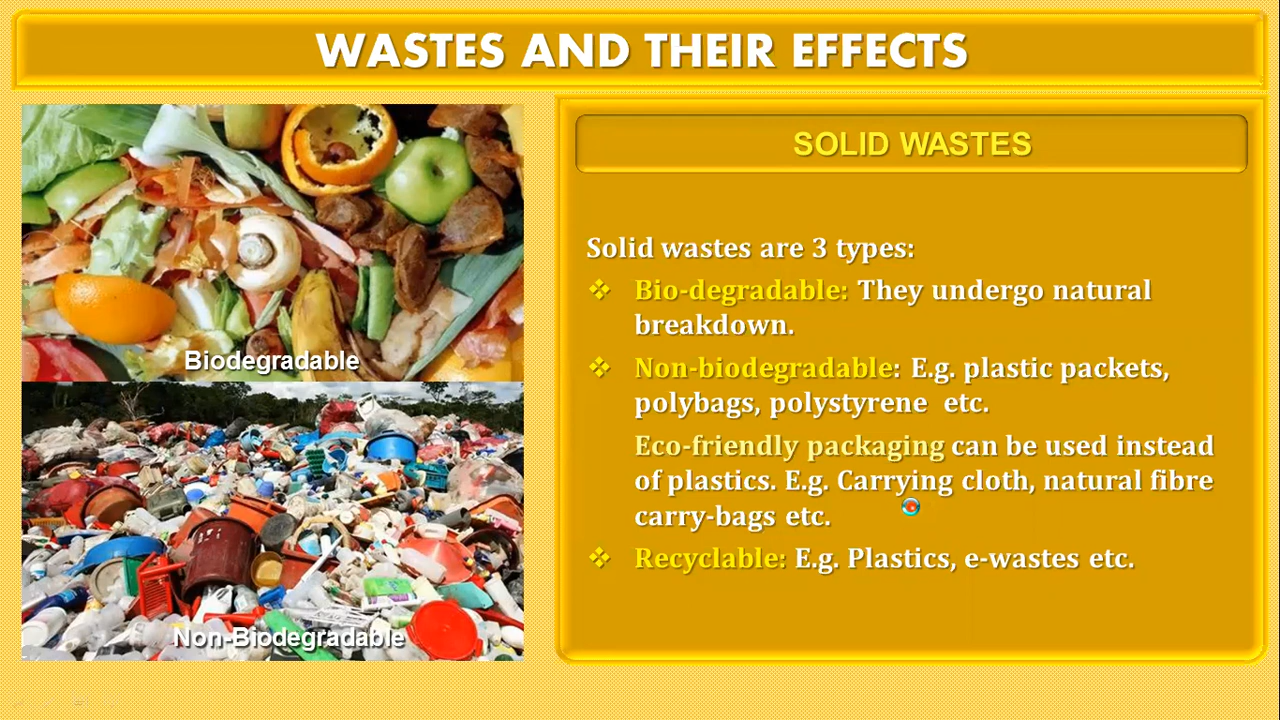 WASTES AND THEIR EFFECTS
SOLID WASTES
Solid wastes are 3 types:
❖ Bio-degradable: They undergo natural
breakdown.
❖ Non-biodegradable: E.g. plastic packets,
polybags, polystyrene etc.
Eco-friendly packaging can be used instead
of plastics. E.g. Carrying cloth, natural fibre
carry-bags etc.
❖ Recyclable: E.g. Plastics, e-wastes etc.
Biodegradable
Non-Biodegradable